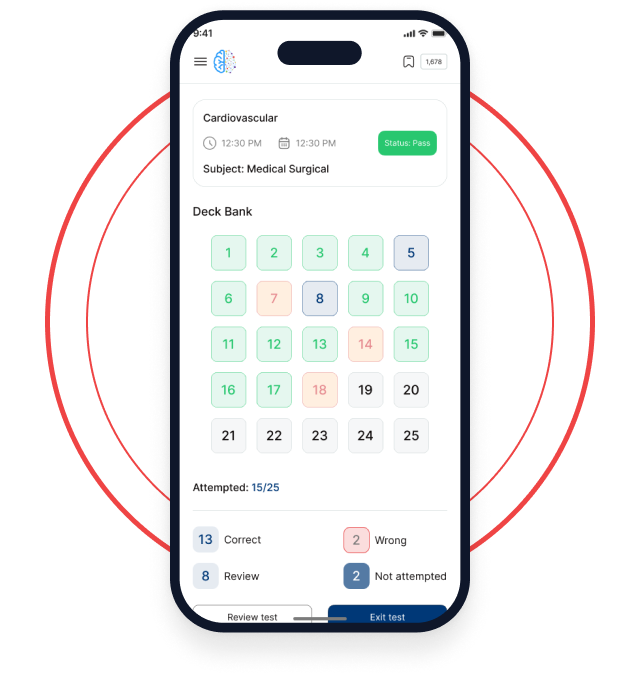 9:41
1,678
Cardiovascular
12:30 PM 12:30 PM
Status: Pass
Subject: Medical Surgical
Deck Bank
1 2 3 4 5
6 7 8 9 10
11 12 13 14 15
16 17 18 19 20
21 22 23 24 25
Attempted: 15/25
13 Correct 2 Wrong
8 Review 2 Not attempted
Review test Exit test